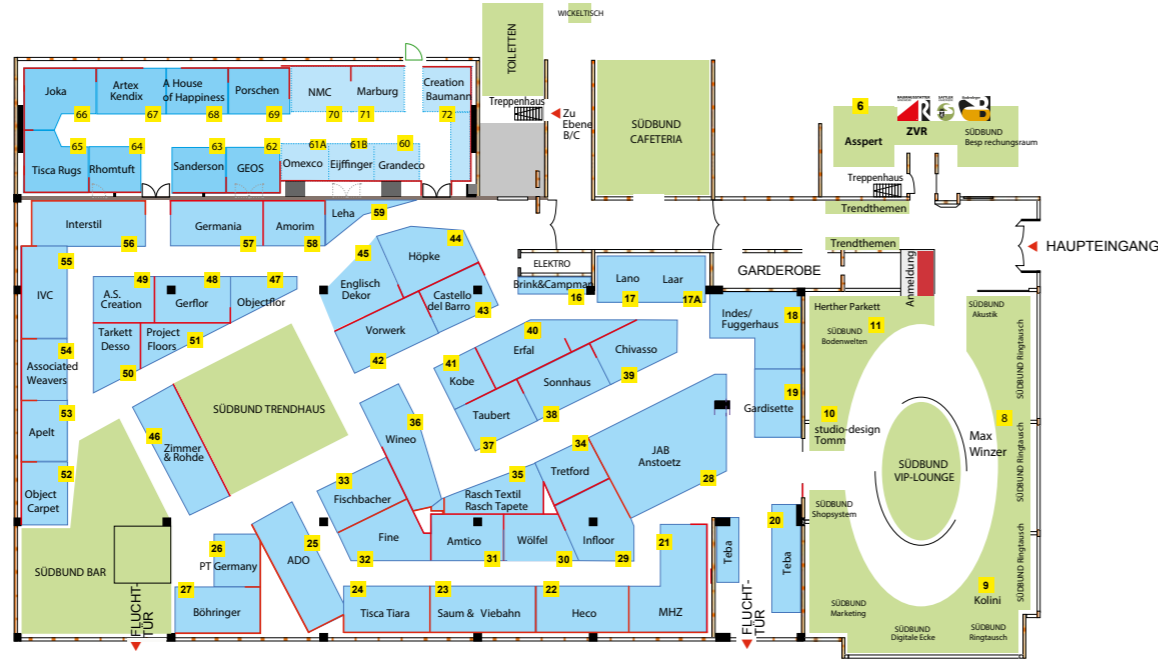 WICKELTISCH
TOILETTEN
Treppenhaus
Zu
Ebene
B/C
SÜDBUND
CAFETERIA
6
Asspert
ZVR
SÜDBUND
Besp rechungsraum
Treppenhaus
Trendthemen
Trendthemen
HAUPTEINGANG
Anmeldung
GARDEROBE
ELEKTRO
Joka
66
Artex
Kendix
67
A House
of Happiness
68
Porschen
69
NMC
70
Marburg
71
Creation
Baumann
72
65
Tisca Rugs
64
Rhomtuft
63
Sanderson
62
GEOS
61A
Omexco
61B
Eijffinger
60
Grandeco
Interstil
56
Germania
57
Amorim
58
Leha
59
55
IVC
49
A.S.
Creation
48
Gerflor
47
Objectflor
Tarkett
Desso
50
Project
Floors
51
54
Associated
Weavers
53
Apelt
52
Object
Carpet
45
Englisch
Dekor
44
Höpke
Castello
del Barro
43
Vorwerk
42
Brink&Campman
16
Lano
17
Laar
17A
Indes/
Fuggerhaus
18
19
Gardisette
40
Erfal
41
Kobe
Chivasso
39
Sonnhaus
38
Taubert
37
SÜDBUND TRENDHAUS
46
Zimmer
& Rohde
36
Wineo
34
Tretford
35
Rasch Textil
Rasch Tapete
JAB
Anstoetz
28
33
Fischbacher
Fine
32
Amtico
31
Wölfel
30
Infloor
29
21
MHZ
20
Teba
Teba
25
ADO
26
PT Germany
27
Böhringer
24
Tisca Tiara
23
Saum & Viebahn
22
Heco
SÜDBUND BAR
FLUCHT-
TÜR
FLUCHT-
TÜR
Herther Parkett
11
SÜDBUND
Bodenwelten
SÜDBUND
Akustik
SÜDBUND Ringtausch
10
studio-design
Tomm
8
Max
Winzer
SÜDBUND Ringtausch
SÜDBUND
VIP-LOUNGE
SÜDBUND
Shopsystem
SÜDBUND Ringtausch
9
Kolini
SÜDBUND
Marketing
SÜDBUND
Digitale Ecke
SÜDBUND
Ringtausch